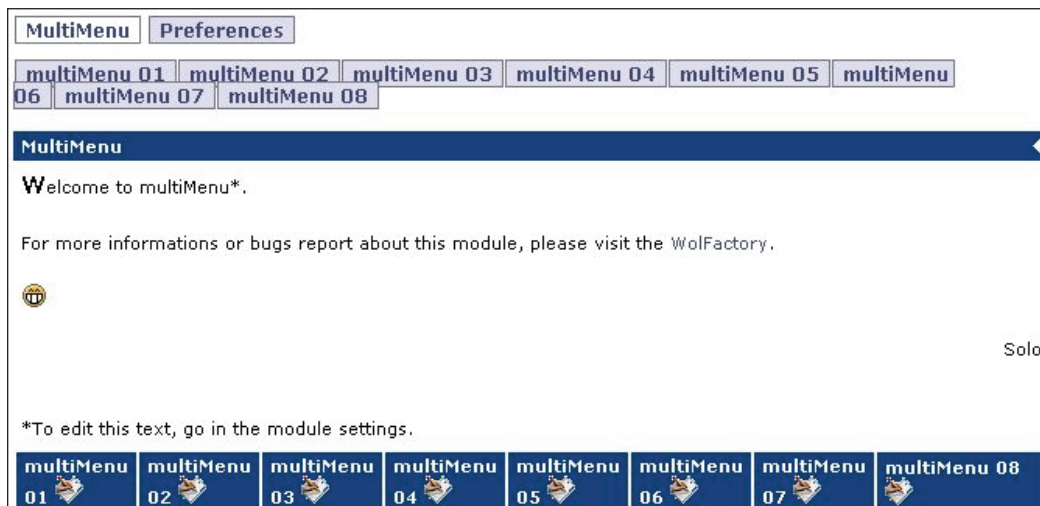 MultiMenu Preferences
multiMenu 01 multiMenu 02 multiMenu 03 multiMenu 04 multiMenu 05 multiMenu
06 multiMenu 07 multiMenu 08
MultiMenu
Welcome to multiMenu*.
For more informations or bugs report about this module, please visit the WolFactory.
Solo
*To edit this text, go in the module settings.
multiMenu multiMenu multiMenu multiMenu multiMenu multiMenu multiMenu multiMenu 08
01 02 03 04 05 06 07